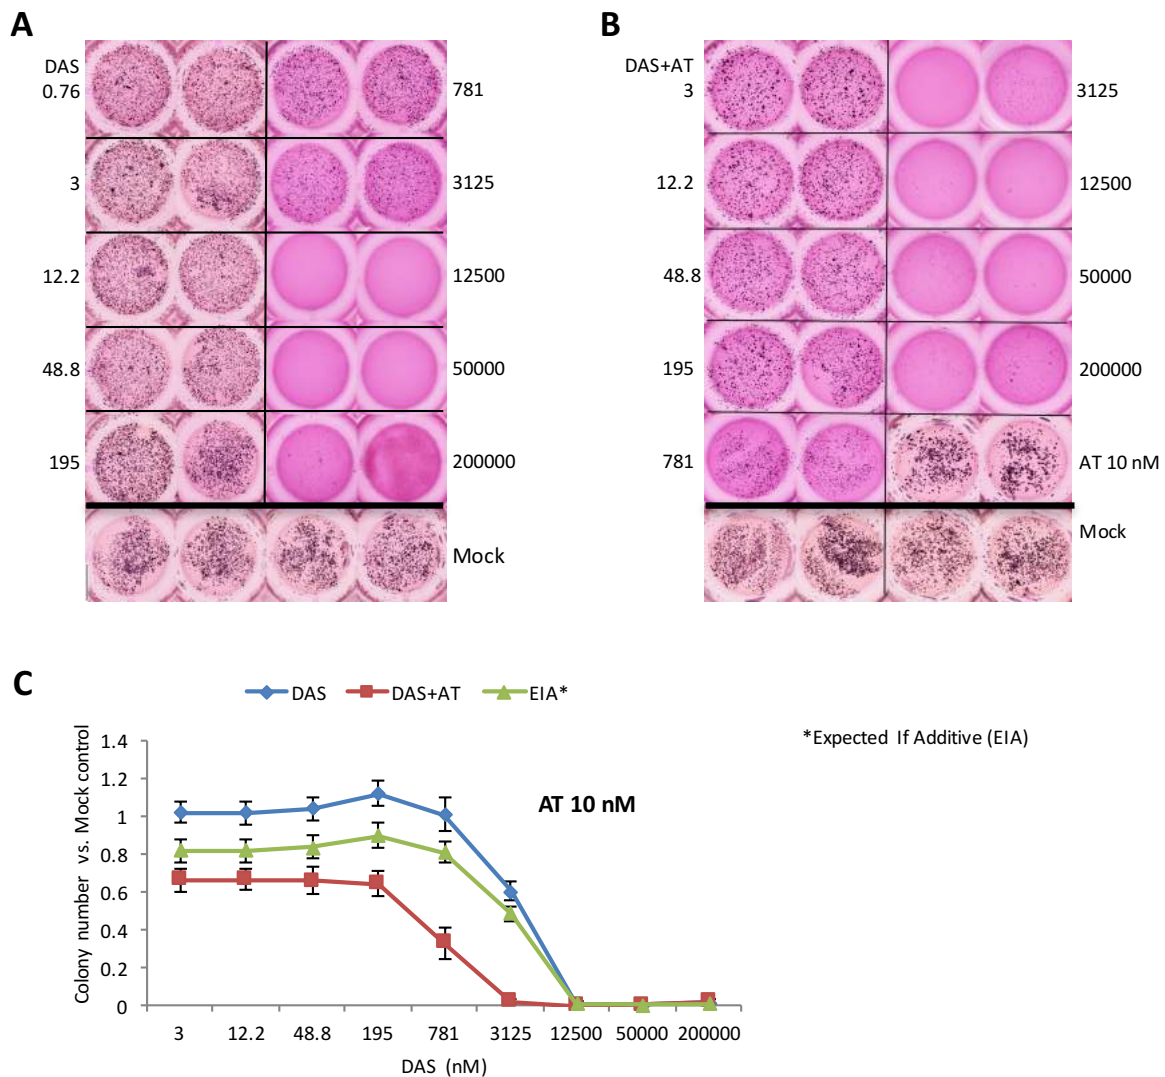 A
DAS
0.76
781
3
3125
12.2
12500
48.8
50000
195
200000
Mock
B
DAS+AT
3
3125
12.2
12500
48.8
50000
195
200000
781
AT 10 nM
Mock
C
DAS
DAS+AT
EIA*
*Expected If Additive (EIA)
AT 10 nM
Colony number vs. Mock control
1.4
1.2
1
0.8
0.6
0.4
0.2
0
3 12.2 48.8 195 781 3125 12500 50000 200000
DAS (nM)